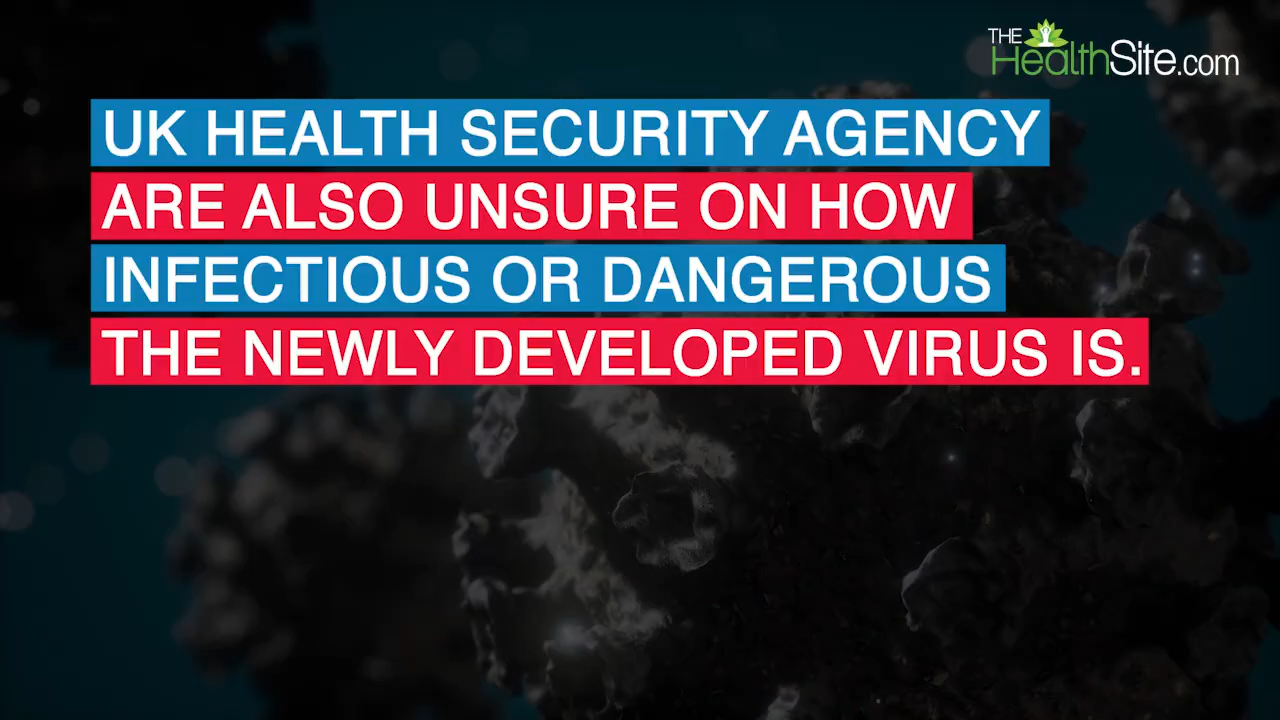 THE
HealthSite.com
UK HEALTH SECURITY AGENCY
ARE ALSO UNSURE ON HOW
INFECTIOUS OR DANGEROUS
THE NEWLY DEVELOPED VIRUS IS.